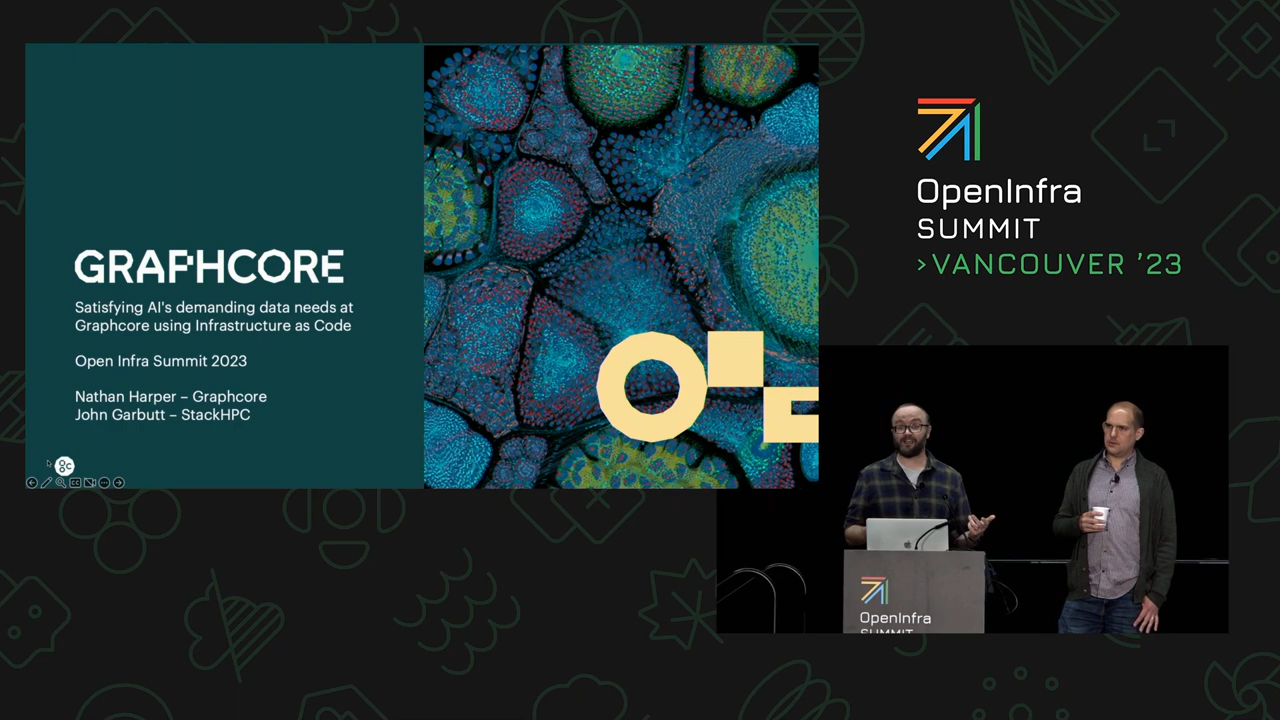 GRAPHCORE
Satisfying AI's demanding data needs at
Graphcore using Infrastructure as Code
Open Infra Summit 2023
Nathan Harper – Graphcore
John Garbutt – StackHPC
OpenInfra
SUMMIT
>VANCOUVER '23
OpenInfra
SUMMIT